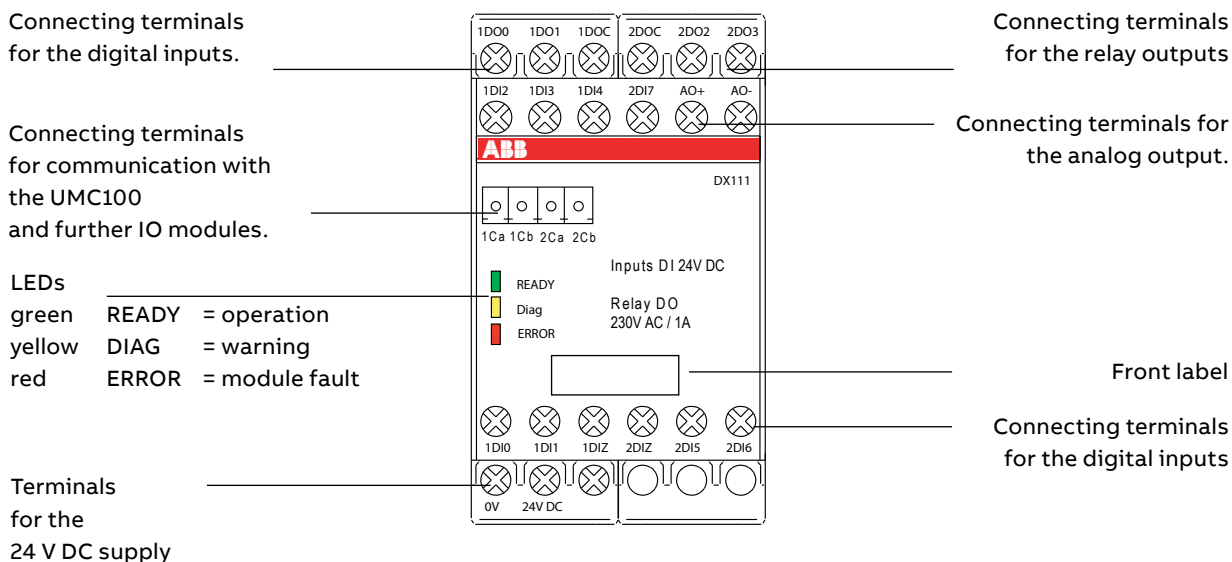 Connecting terminals
for the digital inputs.
Connecting terminals
for communication with
the UMC100
and further IO modules.
LEDs
green READY = operation
yellow DIAG = warning
red ERROR = module fault
Terminals
for the
24 V DC supply
1DO0 1DO1 1DOC 2DOC 2DO2 2DO3
1DI2 1DI3 1DI4 2DI7 AO+ AO-
ABB
DX111
1Ca 1Cb 2Ca 2Cb
Inputs DI 24V DC
READY
Diag
ERROR
Relay DO
230V AC / 1A
1DI0 1DI1 1DIZ 2DIZ 2DI5 2DI6
0V 24V DC
Connecting terminals
for the relay outputs
Connecting terminals for
the analog output.
Front label
Connecting terminals
for the digital inputs